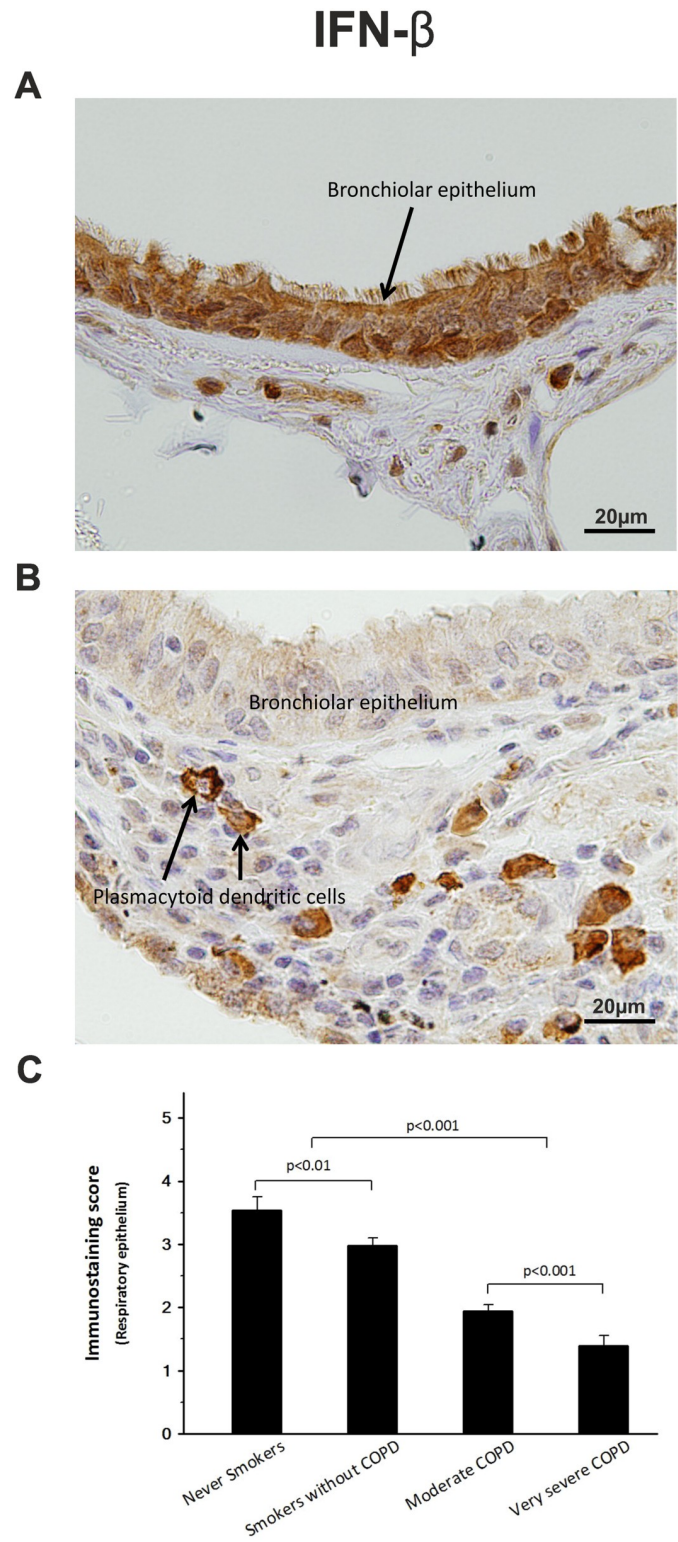 IFN-β
A
Bronchiolar epithelium
20µm
B
Bronchiolar epithelium
Plasmacytoid dendritic cells
20µm
C
Immunostaining score
(Respiratory epithelium)
5
4
3
2
1
0
p<0.001
p<0.01
p<0.001
Never Smokers
Smokers without COPD
Moderate COPD
Very severe COPD